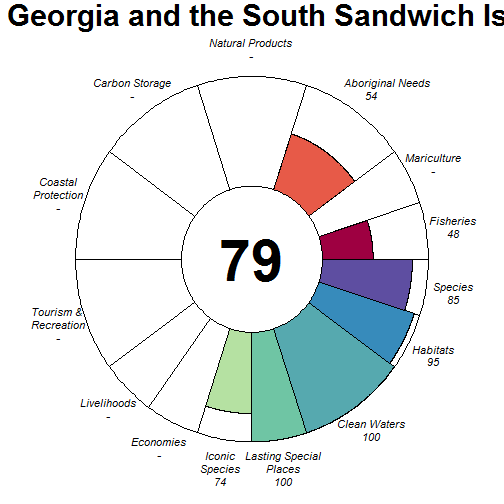 Georgia and the South Sandwich Is
Natural Products
-
Carbon Storage
-
Aboriginal Needs
54
Mariculture
-
Coastal
Protection
-
Fisheries
48
79
Species
85
Tourism &
Recreation
-
Habitats
95
Livelihoods
-
Clean Waters
100
Economies
-
Iconic
Species
74
Lasting Special
Places
100